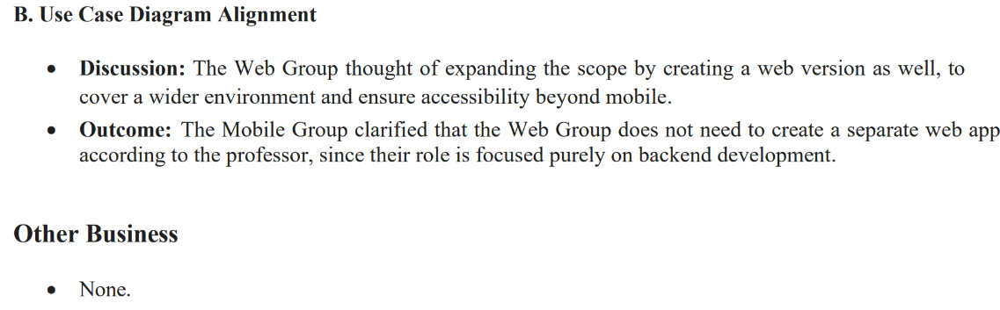 B. Use Case Diagram Alignment
• Discussion: The Web Group thought of expanding the scope by creating a web version as well, to
cover a wider environment and ensure accessibility beyond mobile.
• Outcome: The Mobile Group clarified that the Web Group does not need to create a separate web app
according to the professor, since their role is focused purely on backend development.
Other Business
• None.